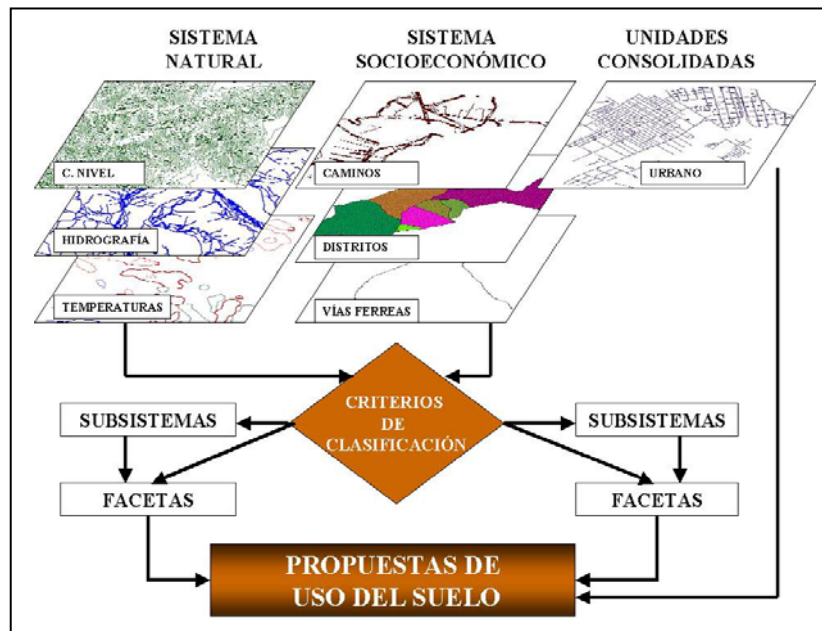 SISTEMA
NATURAL
SISTEMA
SOCIOECONÓMICO
UNIDADES
CONSOLIDADAS
C. NIVEL
CAMINOS
URBANO
HIDROGRAFÍA
DISTRITOS
TEMPERATURAS
VÍAS FERREAS
CRITERIOS
DE
CLASIFICACIÓN
SUBSISTEMAS
SUBSISTEMAS
FACETAS
FACETAS
PROPUESTAS DE
USO DEL SUELO